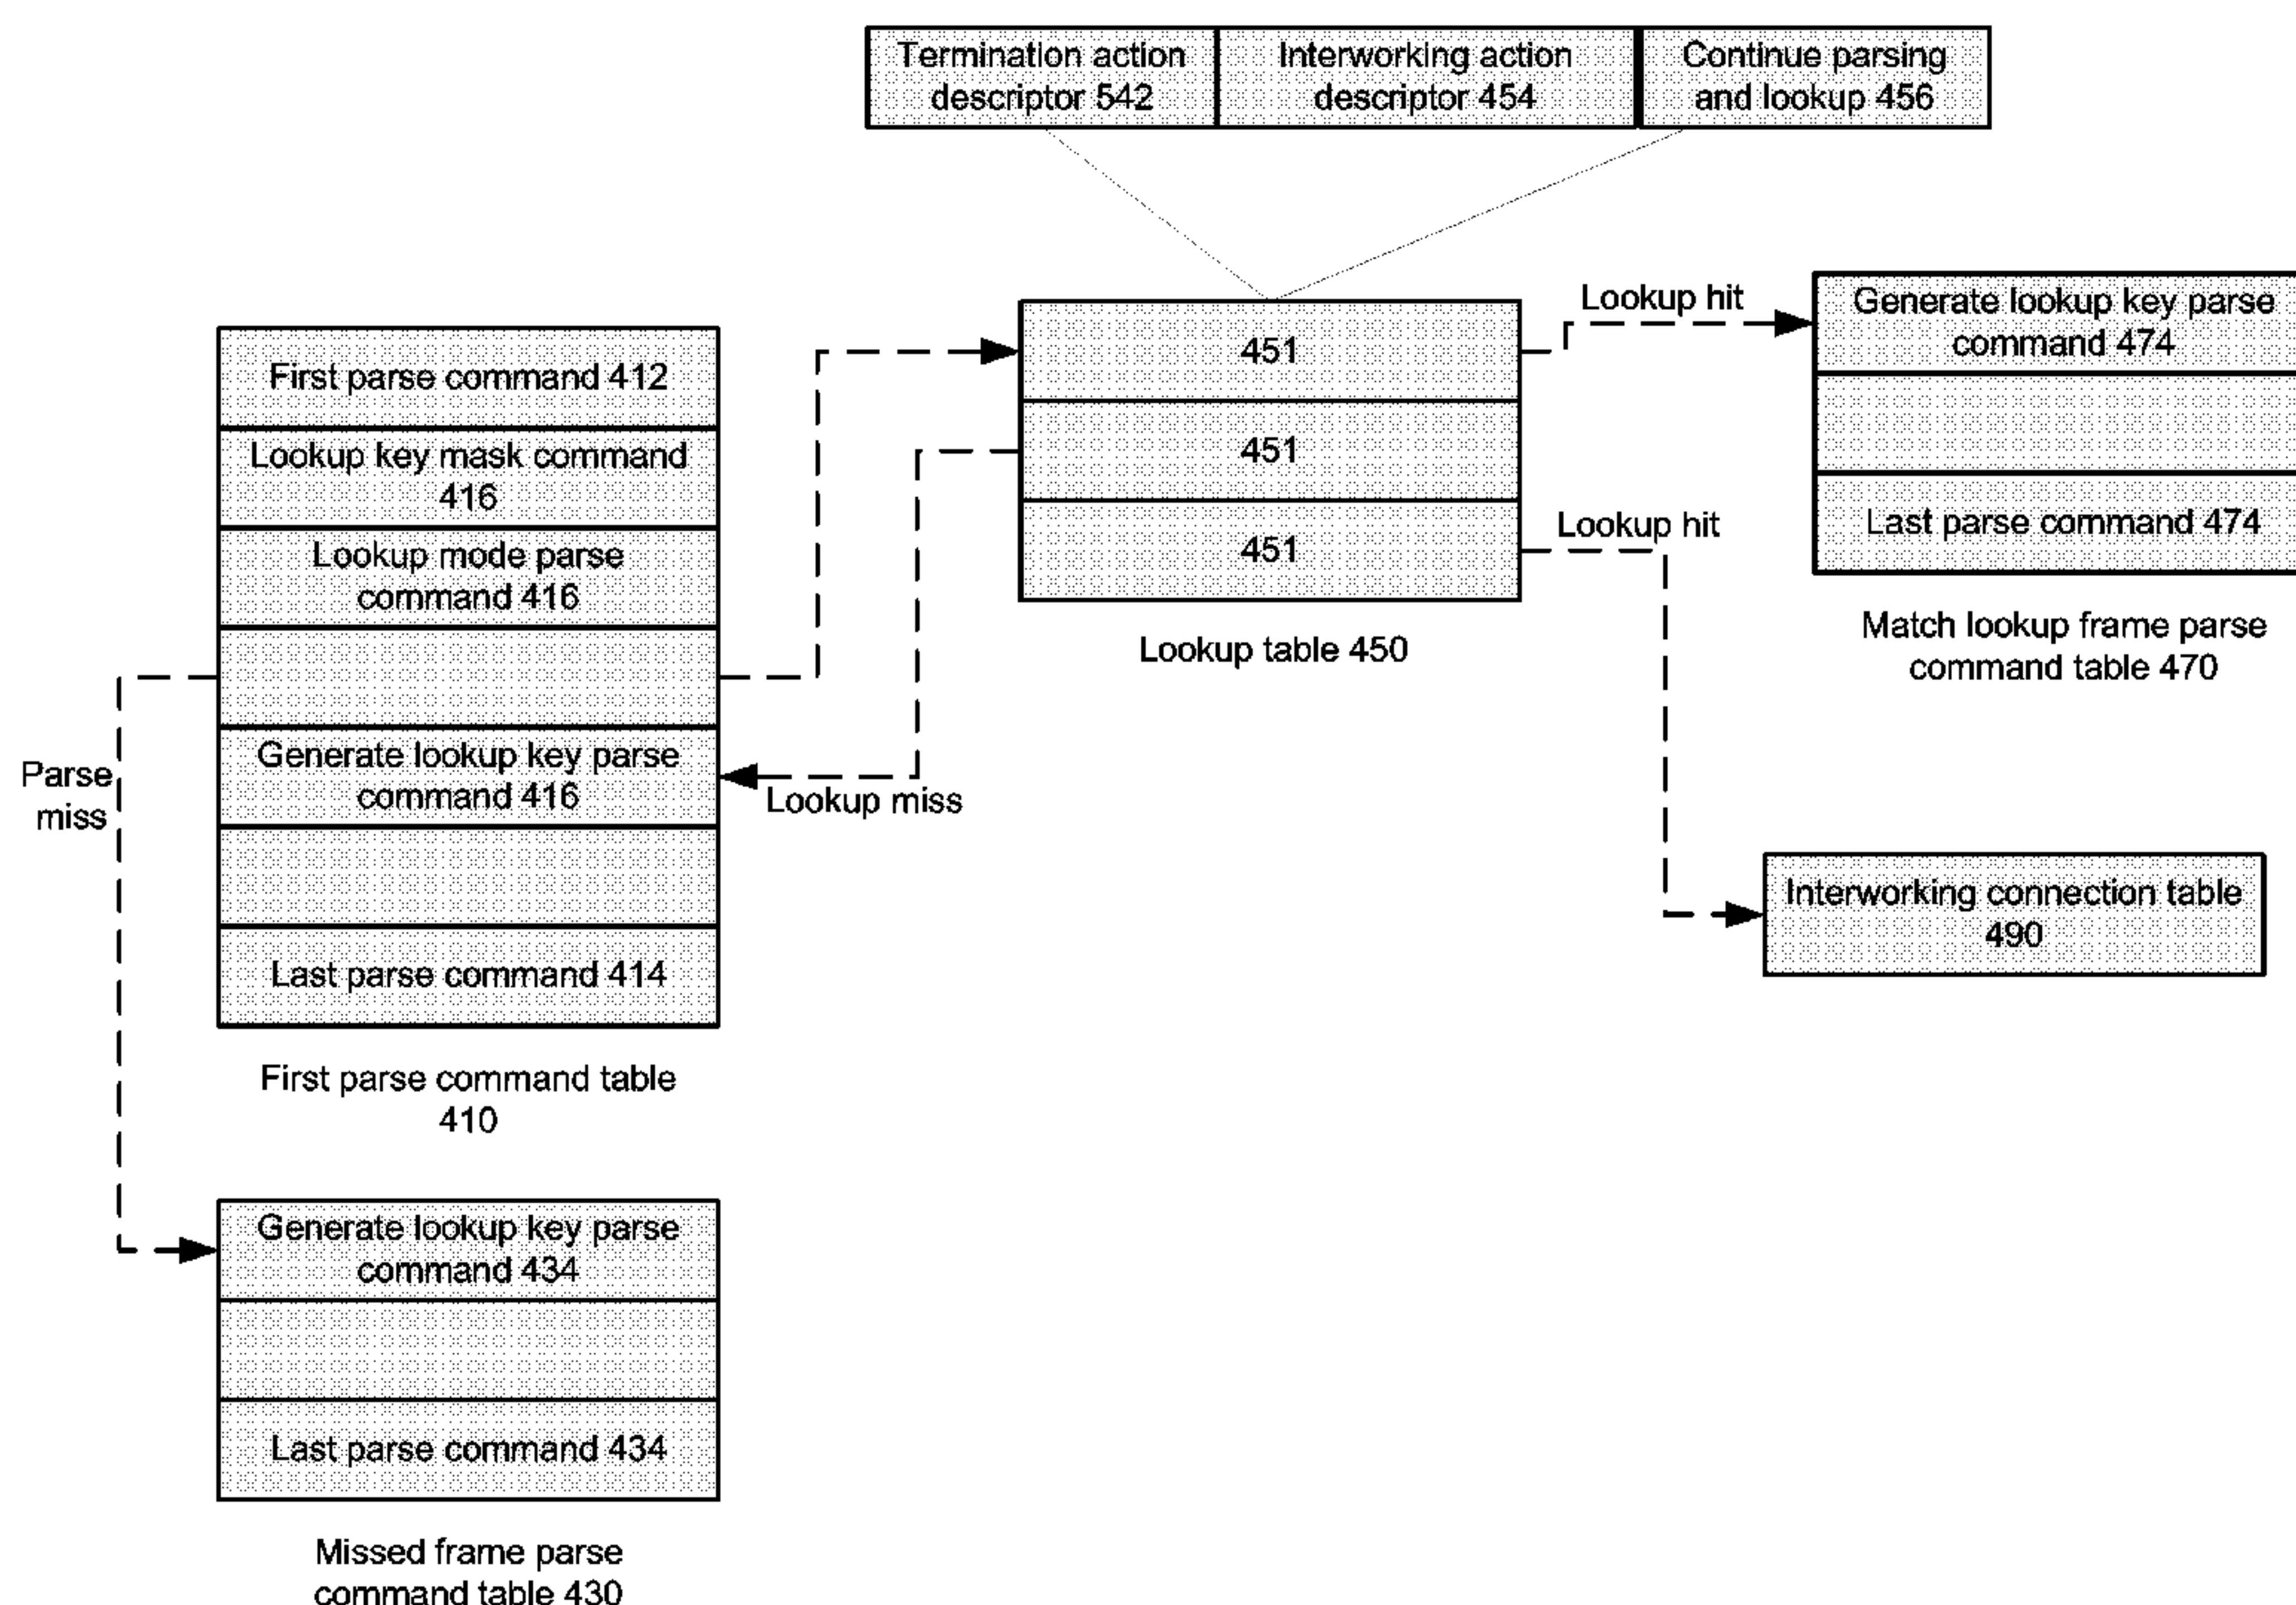 Termination action
descriptor 542
Interworking action
descriptor 454
Continue parsing
and lookup 456
First parse command 412
Lookup key mask command
416
Lookup mode parse
command 416
Generate lookup key parse
command 416
Last parse command 414
First parse command table
410
Parse
miss
Generate lookup key parse
command 434
Last parse command 434
Missed frame parse
command table 430
451
451
451
Lookup table 450
Lookup miss
Lookup hit
Lookup hit
Generate lookup key parse
command 474
Last parse command 474
Match lookup frame parse
command table 470
Interworking connection table
490